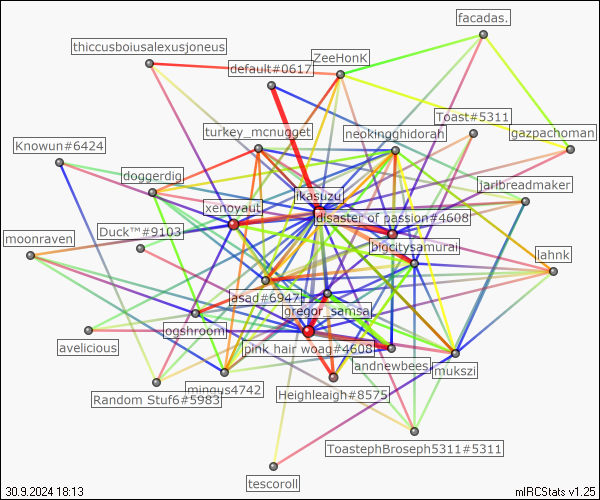 facadas.
thiccusboiusalexusjoneus
ZeeHonK
default#0617
Toast#5311
turkey_mcnugget
neokingghidorah
gazpachoman
Knowun#6424
doggerdig
jarlbreadmaker
ikasuzu
xenoyaut
disaster of passion#4608
moonraven
Duck™#9103
bigcitysamurai
lahnk
asad#6947
gregor_samsa
ogshroom
avelicious
pink hair woag#4608
andnewbees
mukszi
mingus4742
Heighleaigh#8575
Random Stuf6#5983
ToastephBroseph5311#5311
tescoroll
30.9.2024 18:13
mIRCStats v1.25